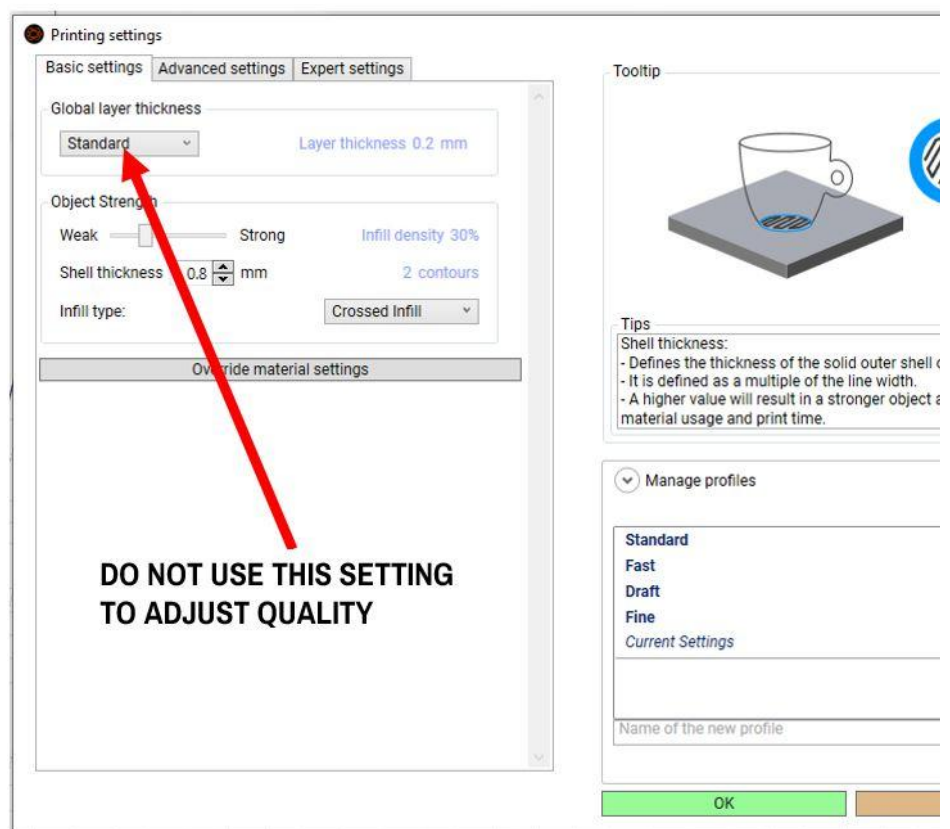 Printing settings
Basic settings Advanced settings Expert settings
Global layer thickness
Standard Layer thickness 0.2 mm
Object Strength
Weak Strong Infill density 30%
Shell thickness 0.8 mm 2 contours
Infill type: Crossed Infill
Override material settings
DO NOT USE THIS SETTING
TO ADJUST QUALITY
Tooltip
Tips
Shell thickness:
- Defines the thickness of the solid outer shell
- It is defined as a multiple of the line width.
- A higher value will result in a stronger object
material usage and print time.
Manage profiles
Standard
Fast
Draft
Fine
Current Settings
Name of the new profile
OK